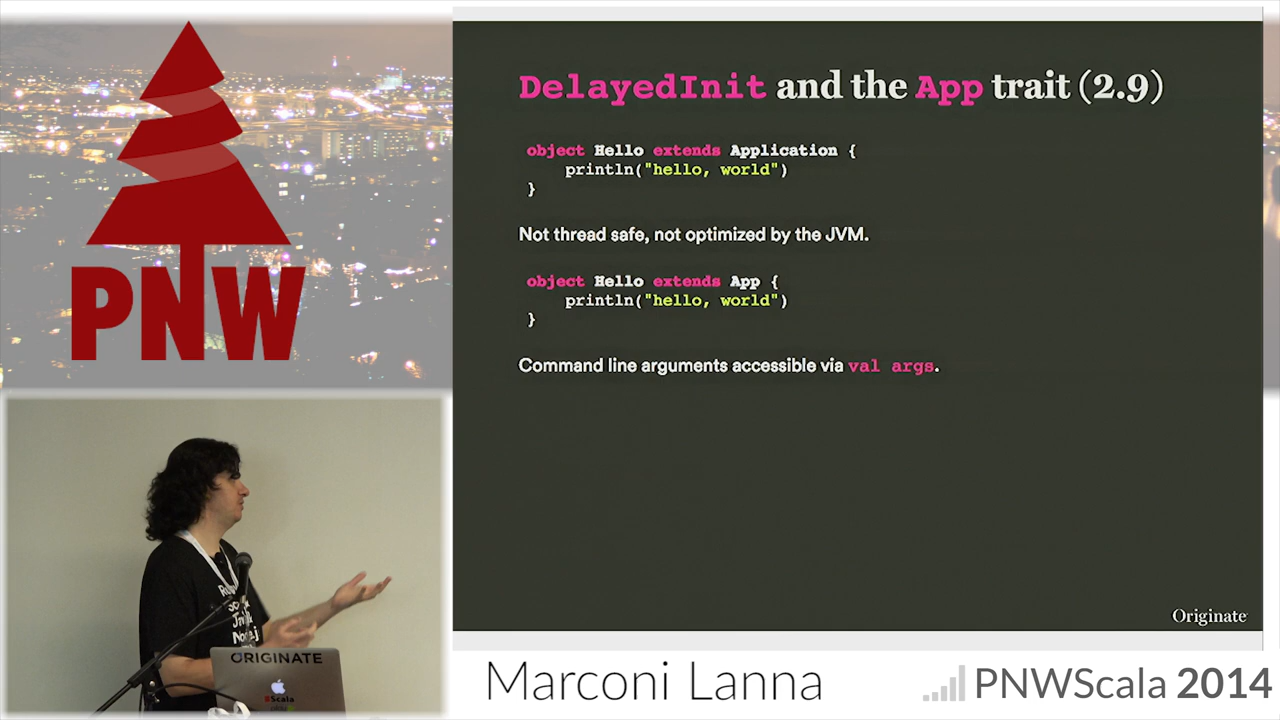 PNW
DelayedInit and the App trait (2.9)
object Hello extends Application {
println("hello, world")
}
Not thread safe, not optimized by the JVM.
object Hello extends App {
println("hello, world")
}
Command line arguments accessible via val args.
Originate
ORIGINATE
Scala
Marconi Lanna
PNWScala 2014